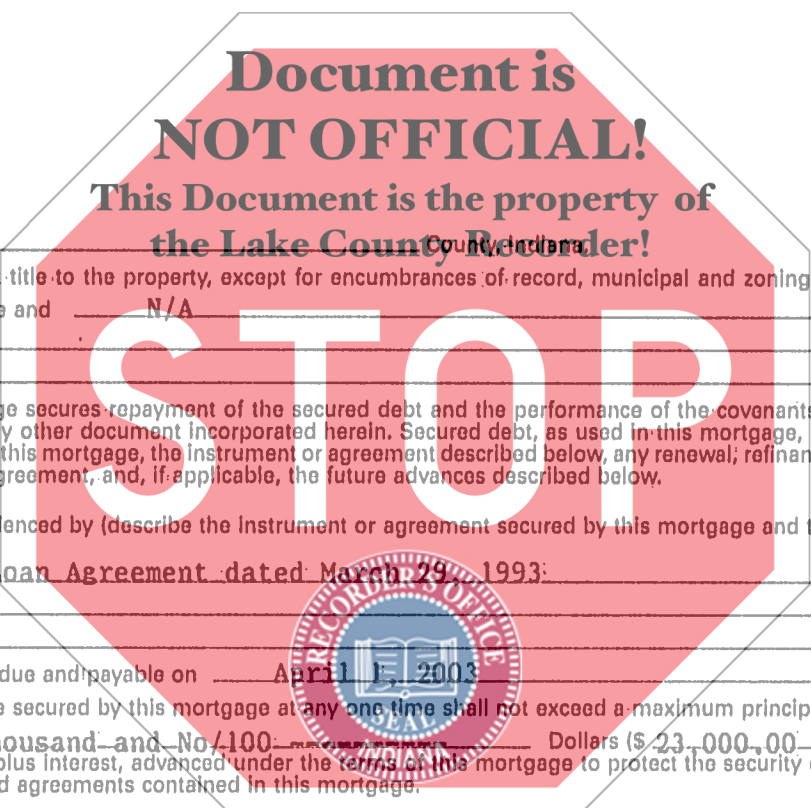 Document is
NOT OFFICIAL!
This Document is the property of
the Lake County Recorder!
County, Indiana,
title to the property, except for encumbrances of record, municipal and zoning
and N/A
STOP
secures repayment of the secured debt and the performance of the covenants
other document incorporated herein. Secured debt, as used in this mortgage,
this mortgage, the instrument or agreement described below, any renewal, refinan
greement, and, if applicable, the future advances described below.
denced by (describe the instrument or agreement secured by this mortgage and
oan Agreement dated March 29, 1993
RECORDER'S OFFICE
due and payable on April 1, 2003
secured by this mortgage at any one time shall not exceed a maximum princip
SEAL
ousand and No/100 Dollars ($ 23,000.00
INDIANA
plus interest, advanced under the terms of this mortgage to protect the security
d agreements contained in this mortgage.